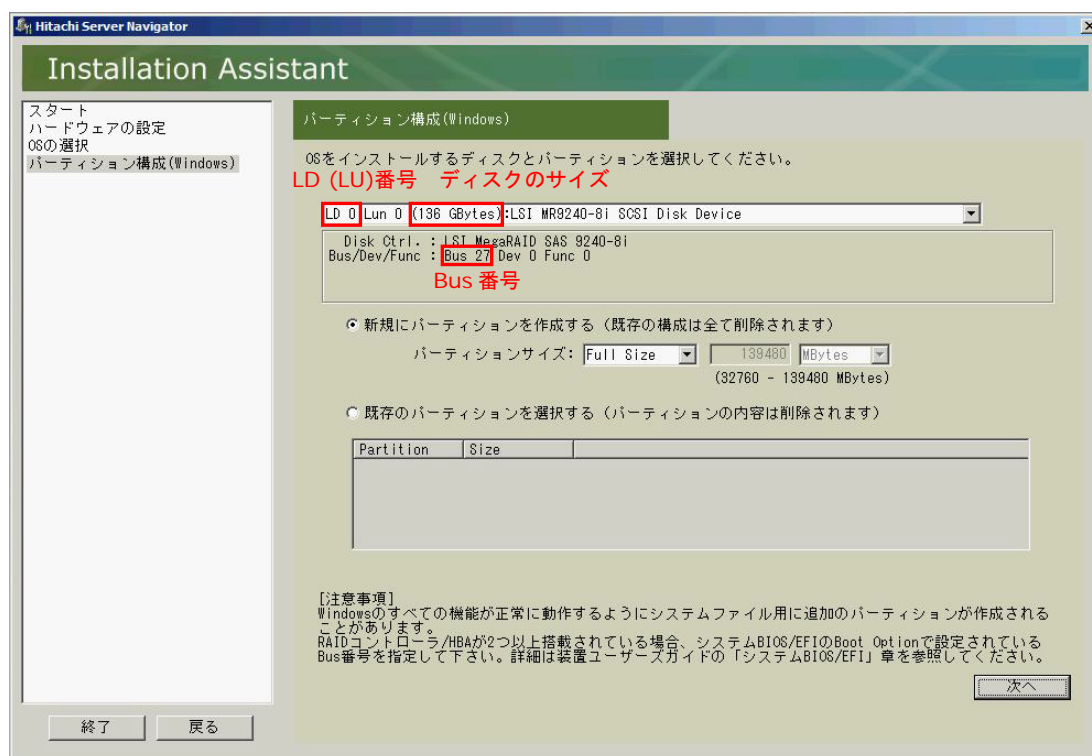 Hitachi Server Navigator
Installation Assistant
スタート
ハードウェアの設定
OSの選択
パーティション構成(Windows)
パーティション構成(Windows)
OSをインストールするディスクとパーティションを選択してください。
LD (LU)番号 ディスクのサイズ
LD 0 Lun 0 (136 GBytes):LSI MR9240-8i SCSI Disk Device
Disk Ctrl. : LSI MegaRAID SAS 9240-8i
Bus/Dev/Func : Bus 27 Dev 0 Func 0
Bus 番号
新規にパーティションを作成する（既存の構成は全て削除されます）
パーティションサイズ: Full Size 139480 MBytes
(32760 - 139480 MBytes)
既存のパーティションを選択する（パーティションの内容は削除されます）
Partition Size
[注意事項]
Windowsのすべての機能が正常に動作するようにシステムファイル用に追加のパーティションが作成される
ことがあります。
RAIDコントローラ/HBAが2つ以上搭載されている場合、システムBIOS/EFIのBoot Optionで設定されている
Bus番号を指定して下さい。詳細は装置ユーザーズガイドの「システムBIOS/EFI」章を参照してください。
次へ
終了 戻る